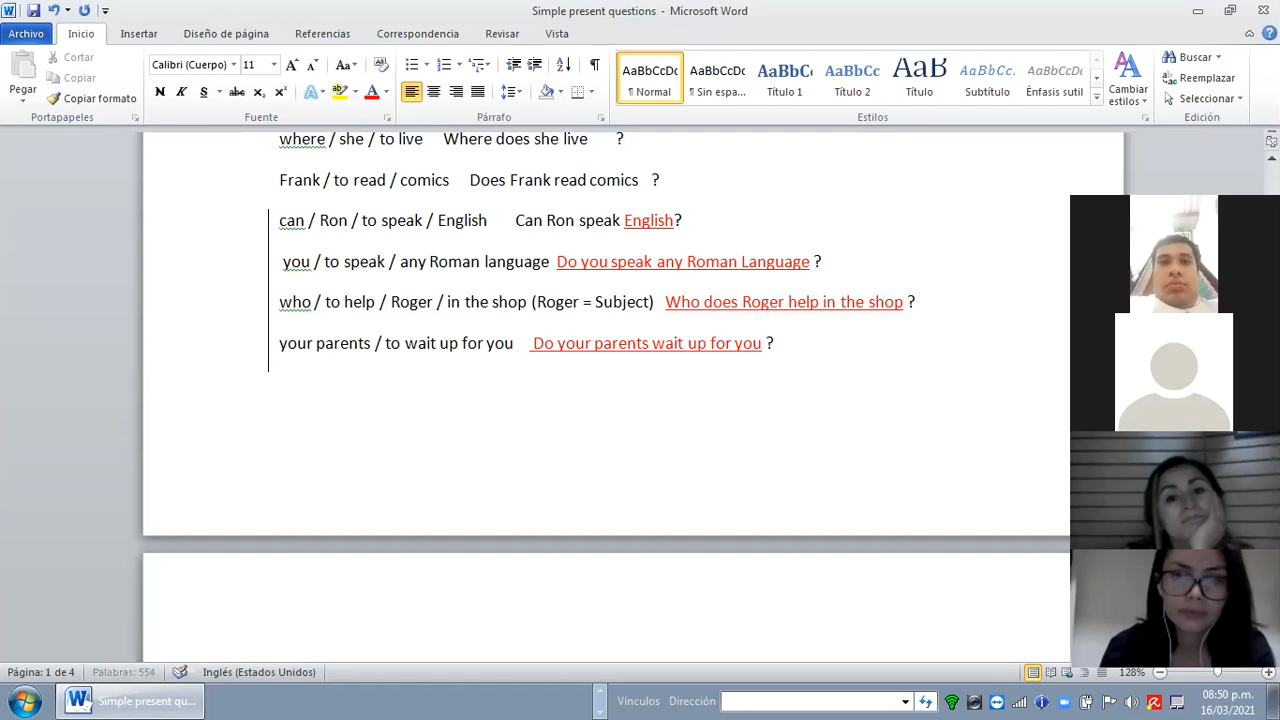 Simple present questions - Microsoft Word
Archivo Inicio Insertar Diseño de página Referencias Correspondencia Revisar Vista
Pegar
Cortar
Copiar
Copiar formato
Portapapeles
Calibri (Cuerpo) 11
N K S abc x₂ x² A A
Fuente
Párrafo
AaBbCcDc AaBbCcDc AaBbC AaBbCc AaB AaBbCc. AaBbCcDc
¶ Normal ¶ Sin espa... Título 1 Título 2 Título Subtítulo Énfasis sutil
Estilos
Cambiar
estilos
Buscar
Reemplazar
Seleccionar
Edición
where / she / to live Where does she live ?
Frank / to read / comics Does Frank read comics ?
can / Ron / to speak / English Can Ron speak English?
you / to speak / any Roman language Do you speak any Roman Language ?
who / to help / Roger / in the shop (Roger = Subject) Who does Roger help in the shop ?
your parents / to wait up for you Do your parents wait up for you ?
Página: 1 de 4 Palabras: 554 Inglés (Estados Unidos) 128%
Simple present qu... Vínculos Dirección 08:50 p.m.
16/03/2021